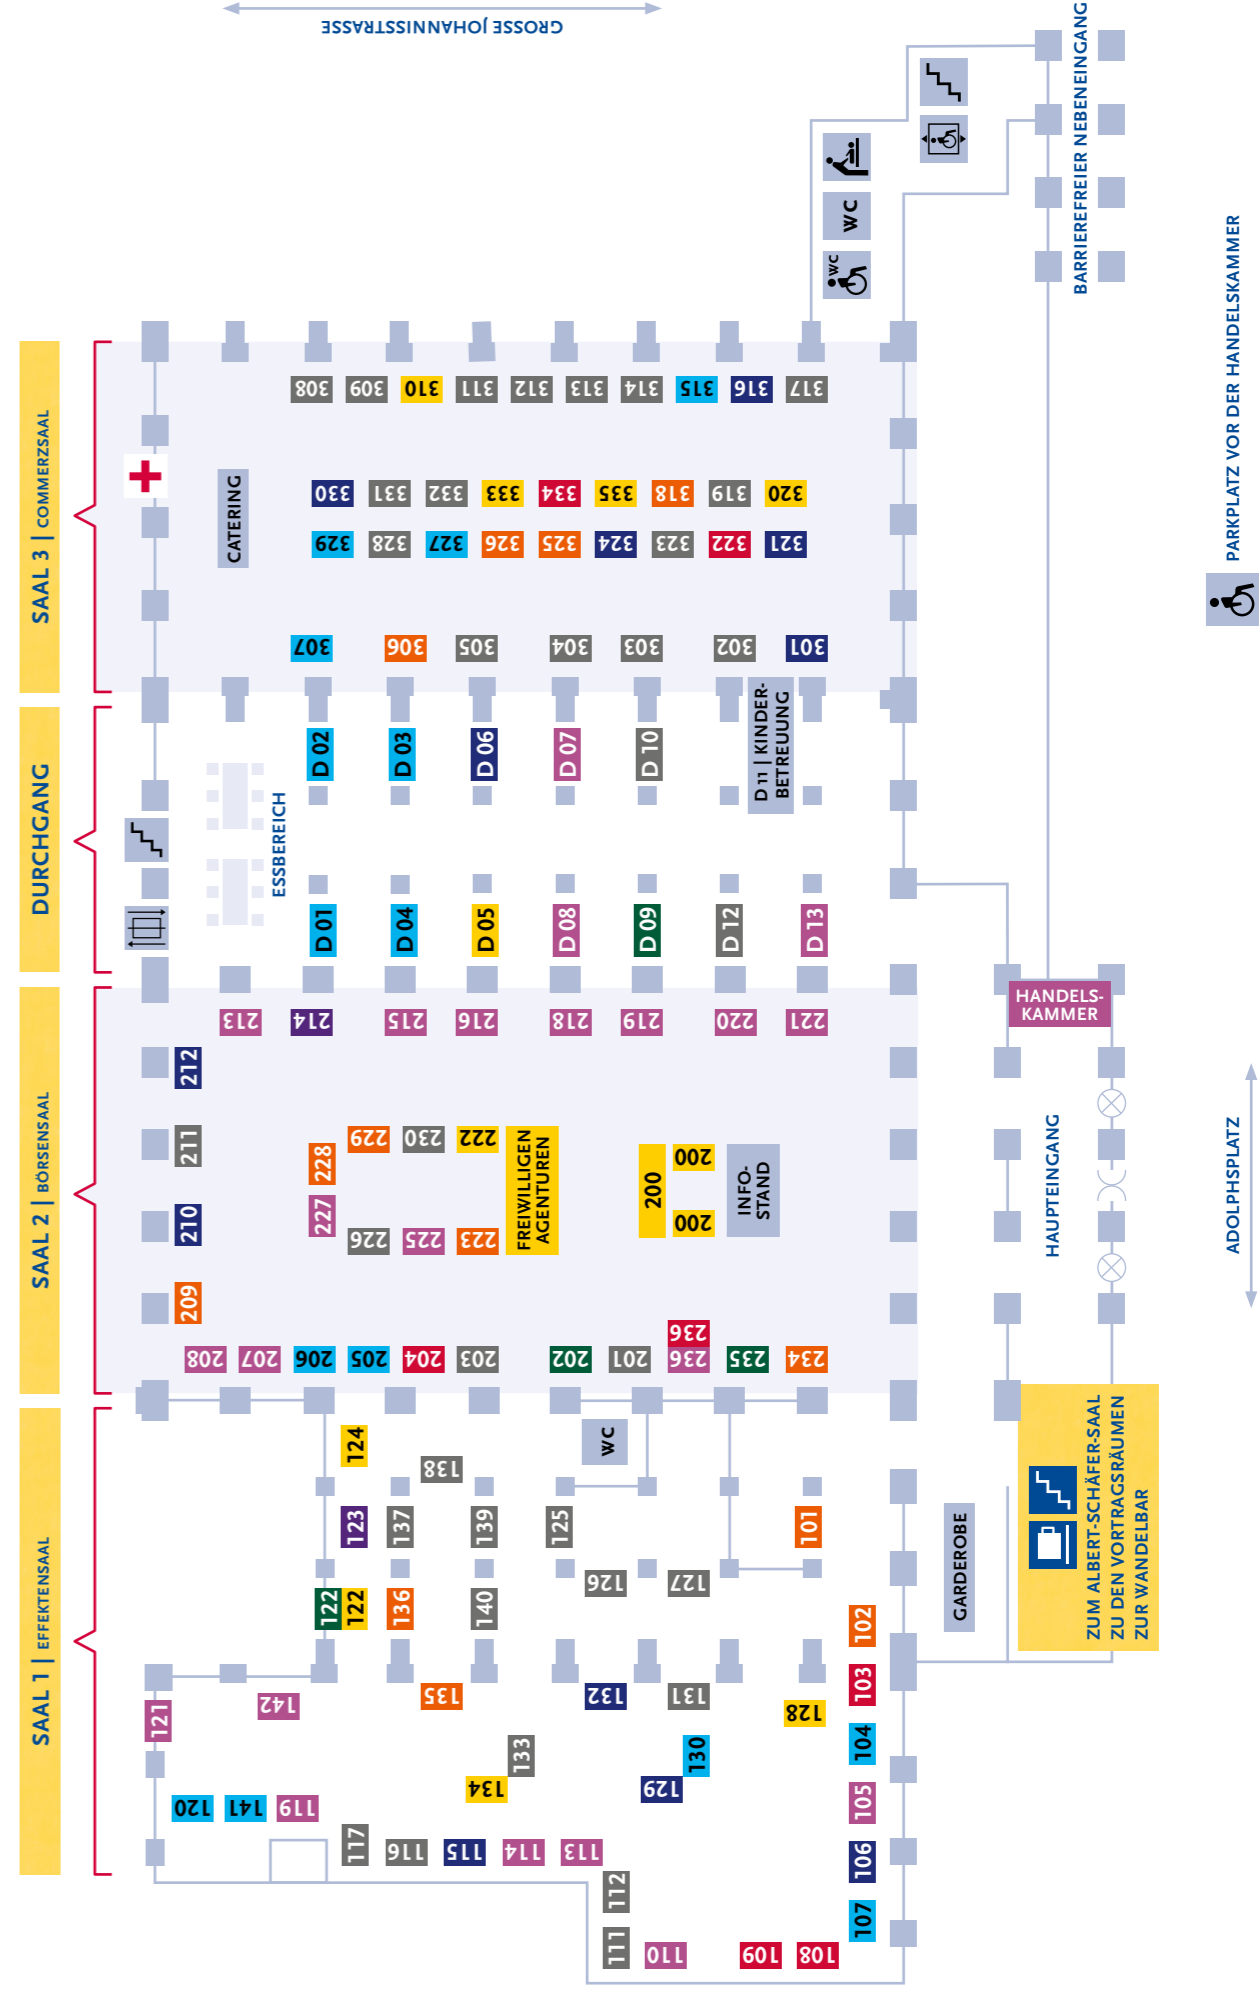 GROSSE JOHANNISSTRASSE
BARRIEREFREIER NEBENEINGANG
WC
WC
PARKPLATZ VOR DER HANDELSKAMMER
SAAL 3 | COMMERZSAAL
308
309
310
311
312
313
314
315
316
317
CATERING
330
331
332
333
334
335
318
319
320
329
328
327
326
325
324
323
322
321
307
306
305
304
303
302
301
DURCHGANG
ESSBEREICH
D 02
D 03
D 06
D 07
D 10
D 11 | KINDER-
BETREUUNG
D 01
D 04
D 05
D 08
D 09
D 12
D 13
HANDELS-
KAMMER
SAAL 2 | BÖRSENSAAL
213
214
215
216
218
219
220
221
212
211
210
209
228
227
229
230
222
226
225
223
FREIWILLIGEN
AGENTUREN
200
200
200
INFO-
STAND
208
207
206
205
204
203
202
201
236
236
235
234
HAUPTEINGANG
ADOLPHSPLATZ
SAAL 1 | EFFEKTENSAAL
124
138
WC
123
137
139
125
101
126
127
122
122
136
140
102
GARDEROBE
ZUM ALBERT-SCHÄFER-SAAL
ZU DEN VORTRAGSRÄUMEN
ZUR WANDELBAR
121
142
135
132
131
128
103
133
134
130
129
104
120
141
119
105
117
116
115
114
113
106
112
111
110
109
108
107